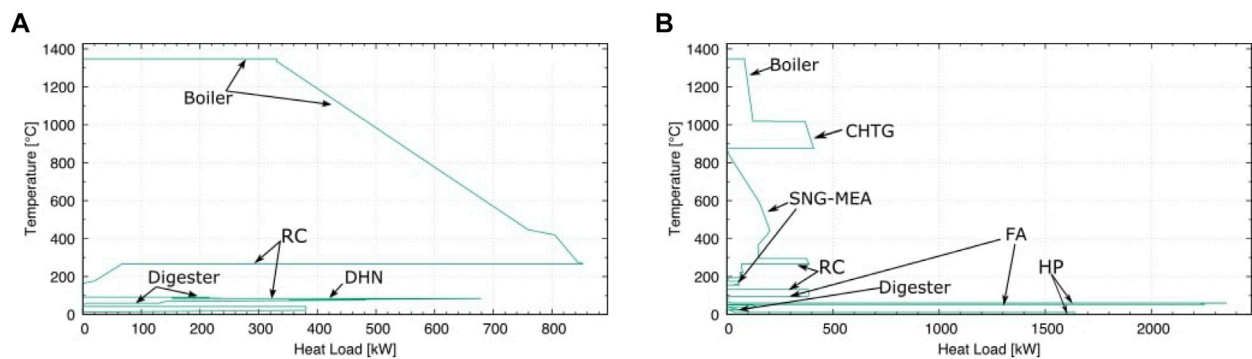 A
1400
1200
1000
800
600
400
200
0
Temperature [°C]
Boiler
RC
Digester
DHN
0 100 200 300 400 500 600 700 800
Heat Load [kW]
B
1400
1200
1000
800
600
400
200
0
Temperature [°C]
Boiler
CHTG
SNG-MEA
FA
RC
HP
Digester
0 500 1000 1500 2000
Heat Load [kW]